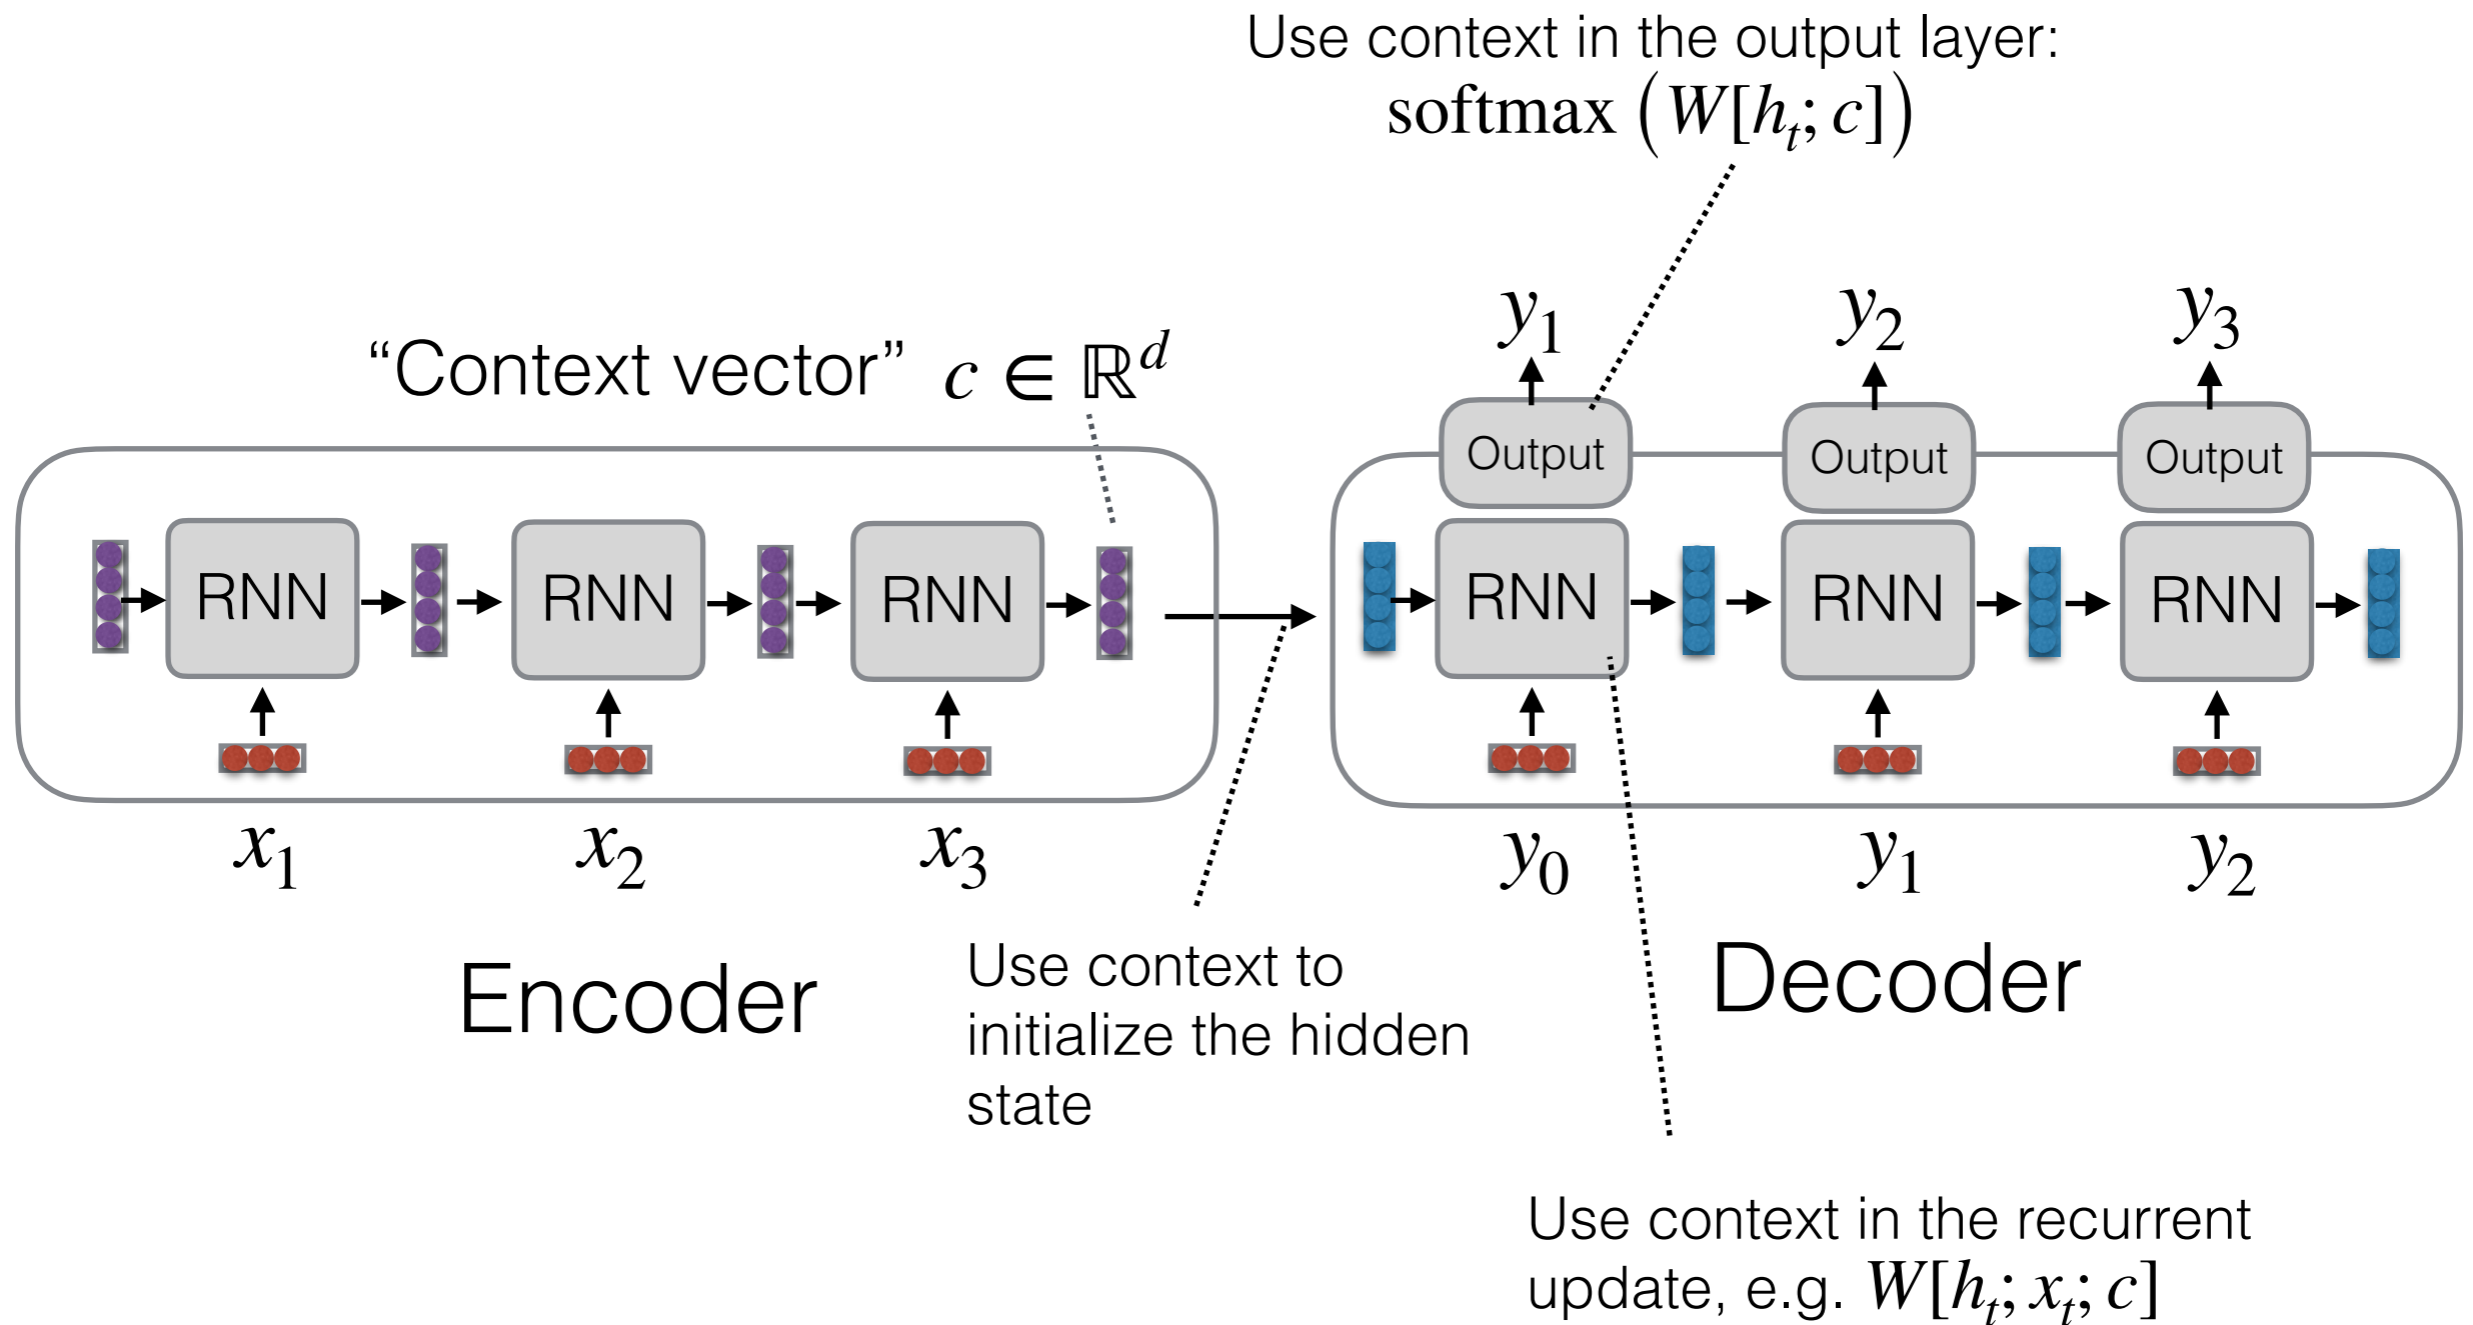 Use context in the output layer:
softmax (W[h_t; c])
y_1 y_2 y_3
“Context vector” c ∈ ℝ^d
Output Output Output
RNN RNN RNN RNN RNN RNN
x_1 x_2 x_3 y_0 y_1 y_2
Encoder
Decoder
Use context to
initialize the hidden
state
Use context in the recurrent
update, e.g. W[h_t; x_t; c]